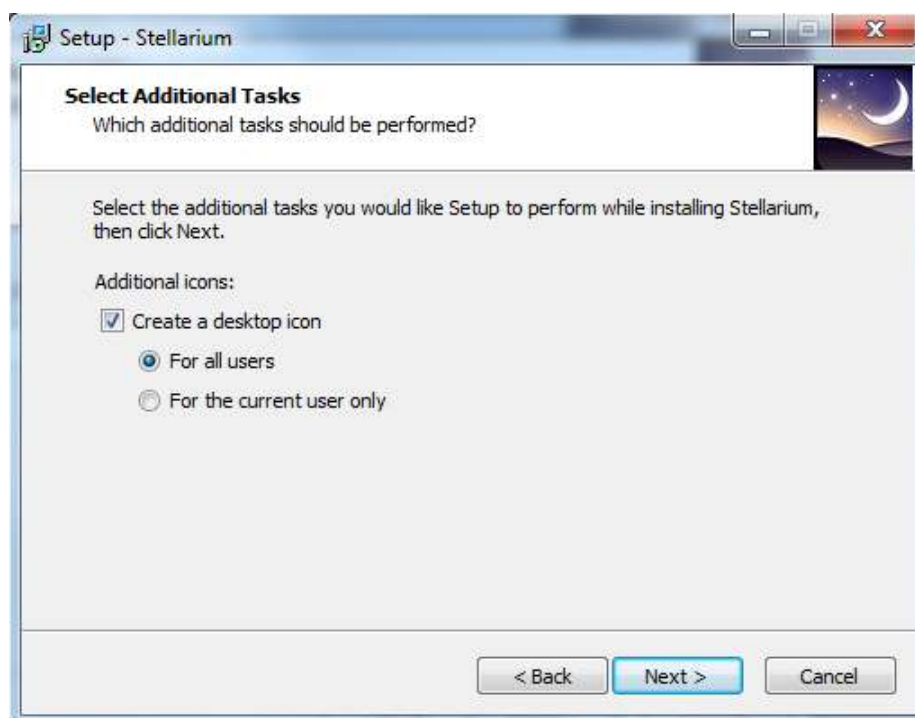 Setup - Stellarium
Select Additional Tasks
Which additional tasks should be performed?
Select the additional tasks you would like Setup to perform while installing Stellarium,
then click Next.
Additional icons:
Create a desktop icon
For all users
For the current user only
< Back Next > Cancel